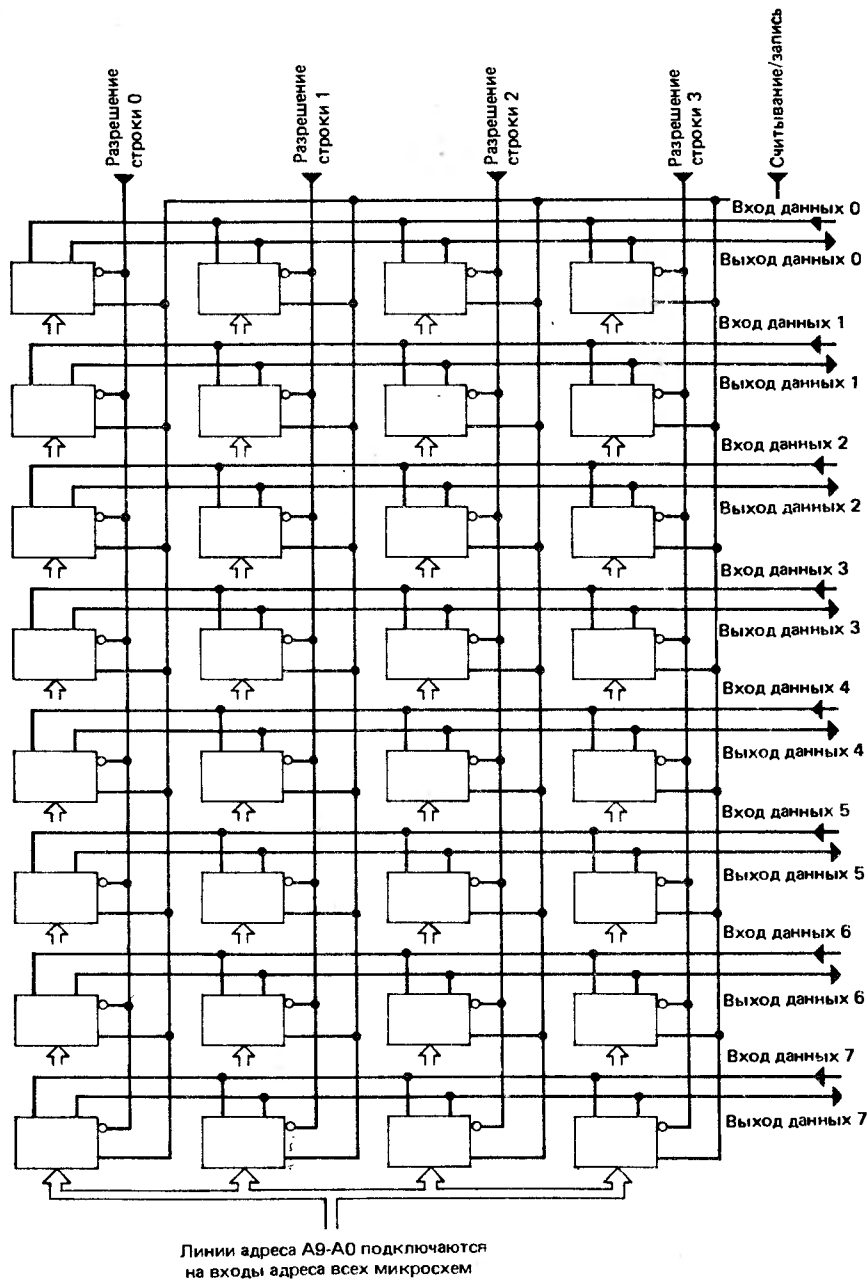 Разрешение
строки 0
Разрешение
строки 1
Разрешение
строки 2
Разрешение
строки 3
Считывание/запись
Вход данных 0
Выход данных 0
Вход данных 1
Выход данных 1
Вход данных 2
Выход данных 2
Вход данных 3
Выход данных 3
Вход данных 4
Выход данных 4
Вход данных 5
Выход данных 5
Вход данных 6
Выход данных 6
Вход данных 7
Выход данных 7
Линии адреса A9-A0 подключаются
на входы адреса всех микросхем